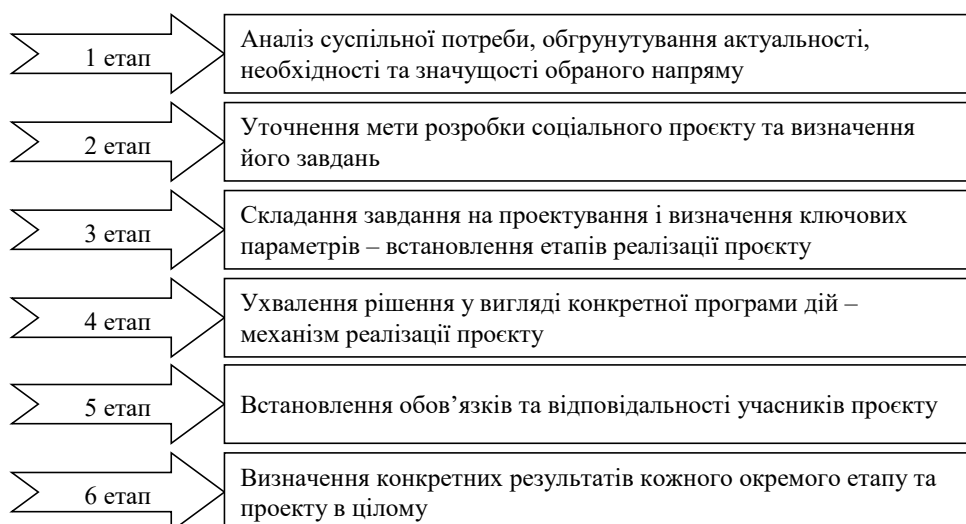 1 етап
Аналіз суспільної потреби, обгрунутування актуальності,
необхідності та значущості обраного напряму
2 етап
Уточнення мети розробки соціального проєкту та визначення
його завдань
3 етап
Складання завдання на проектування і визначення ключових
параметрів – встановлення етапів реалізації проєкту
4 етап
Ухвалення рішення у вигляді конкретної програми дій –
механізм реалізації проєкту
5 етап
Встановлення обов’язків та відповідальності учасників проєкту
6 етап
Визначення конкретних результатів кожного окремого етапу та
проекту в цілому